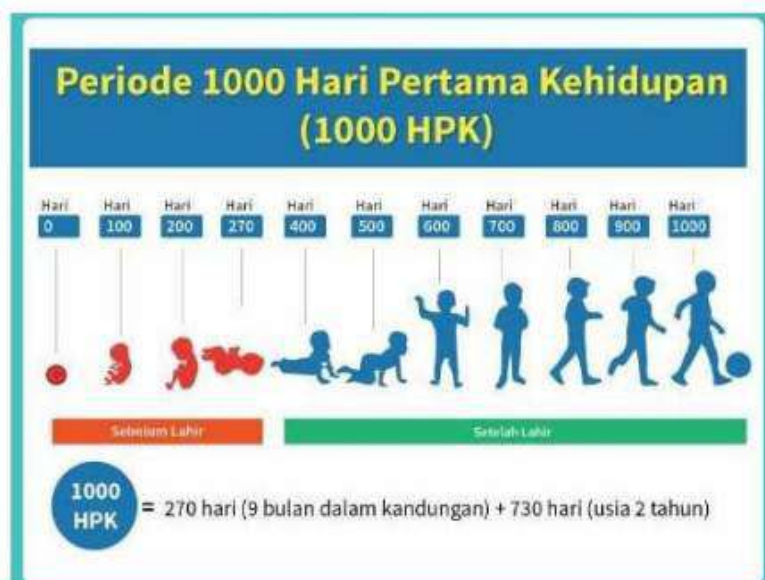 Periode 1000 Hari Pertama Kehidupan
(1000 HPK)
Hari Hari Hari Hari Hari Hari Hari Hari Hari Hari Hari
0 100 200 270 400 500 600 700 800 900 1000
Sebelum Lahir Setelah Lahir
1000
HPK
= 270 hari (9 bulan dalam kandungan) + 730 hari (usia 2 tahun)